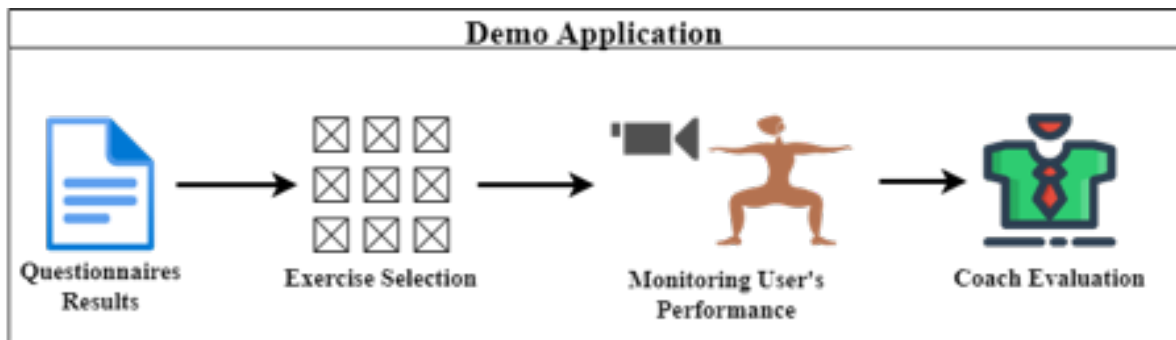 Demo Application
Questionnaires
Results
Exercise Selection
Monitoring User's
Performance
Coach Evaluation